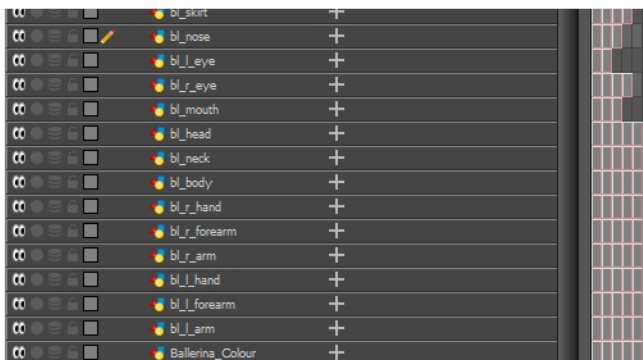 bl_skirt
bl_nose
bl_l_eye
bl_r_eye
bl_mouth
bl_head
bl_neck
bl_body
bl_r_hand
bl_r_forearm
bl_r_arm
bl_l_hand
bl_l_forearm
bl_l_arm
Ballerina_Colour